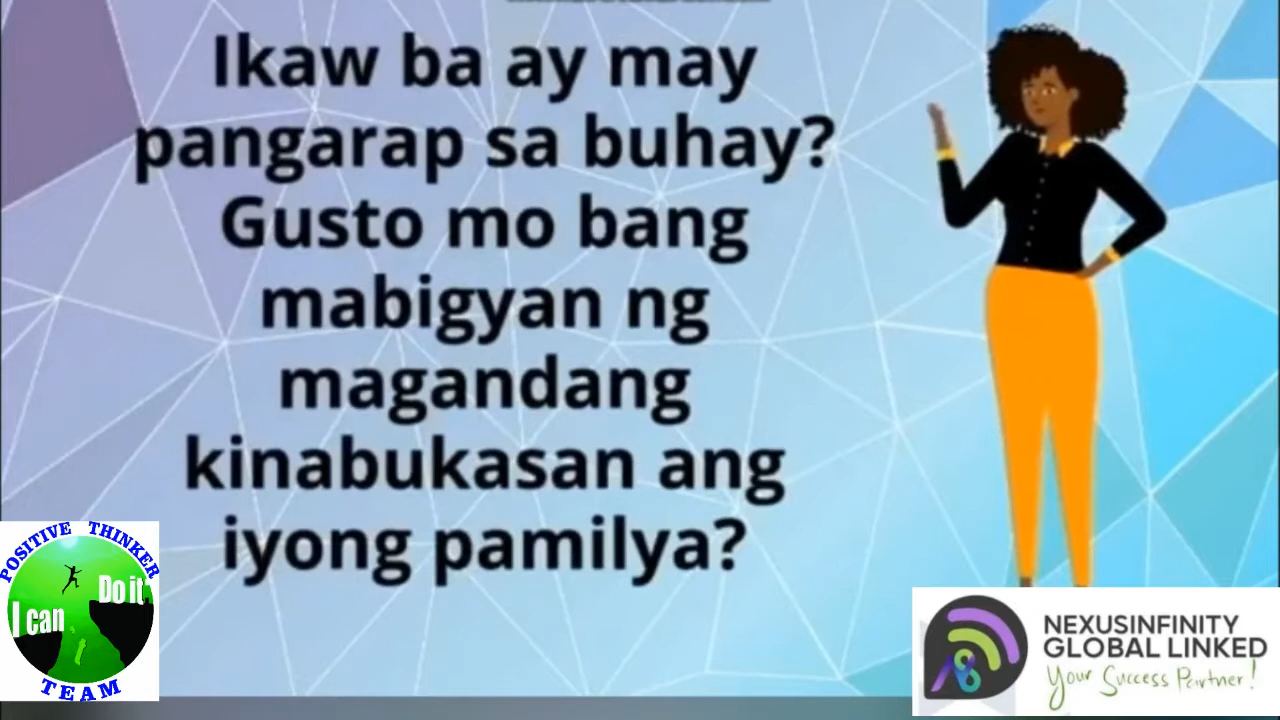 Ikaw ba ay may
pangarap sa buhay?
Gusto mo bang
mabigyan ng
magandang
kinabukasan ang
iyong pamilya?
POSITIVE THINKER
I can Do it
TEAM
NEXUSINFINITY
GLOBAL LINKED
Your Success Partner!